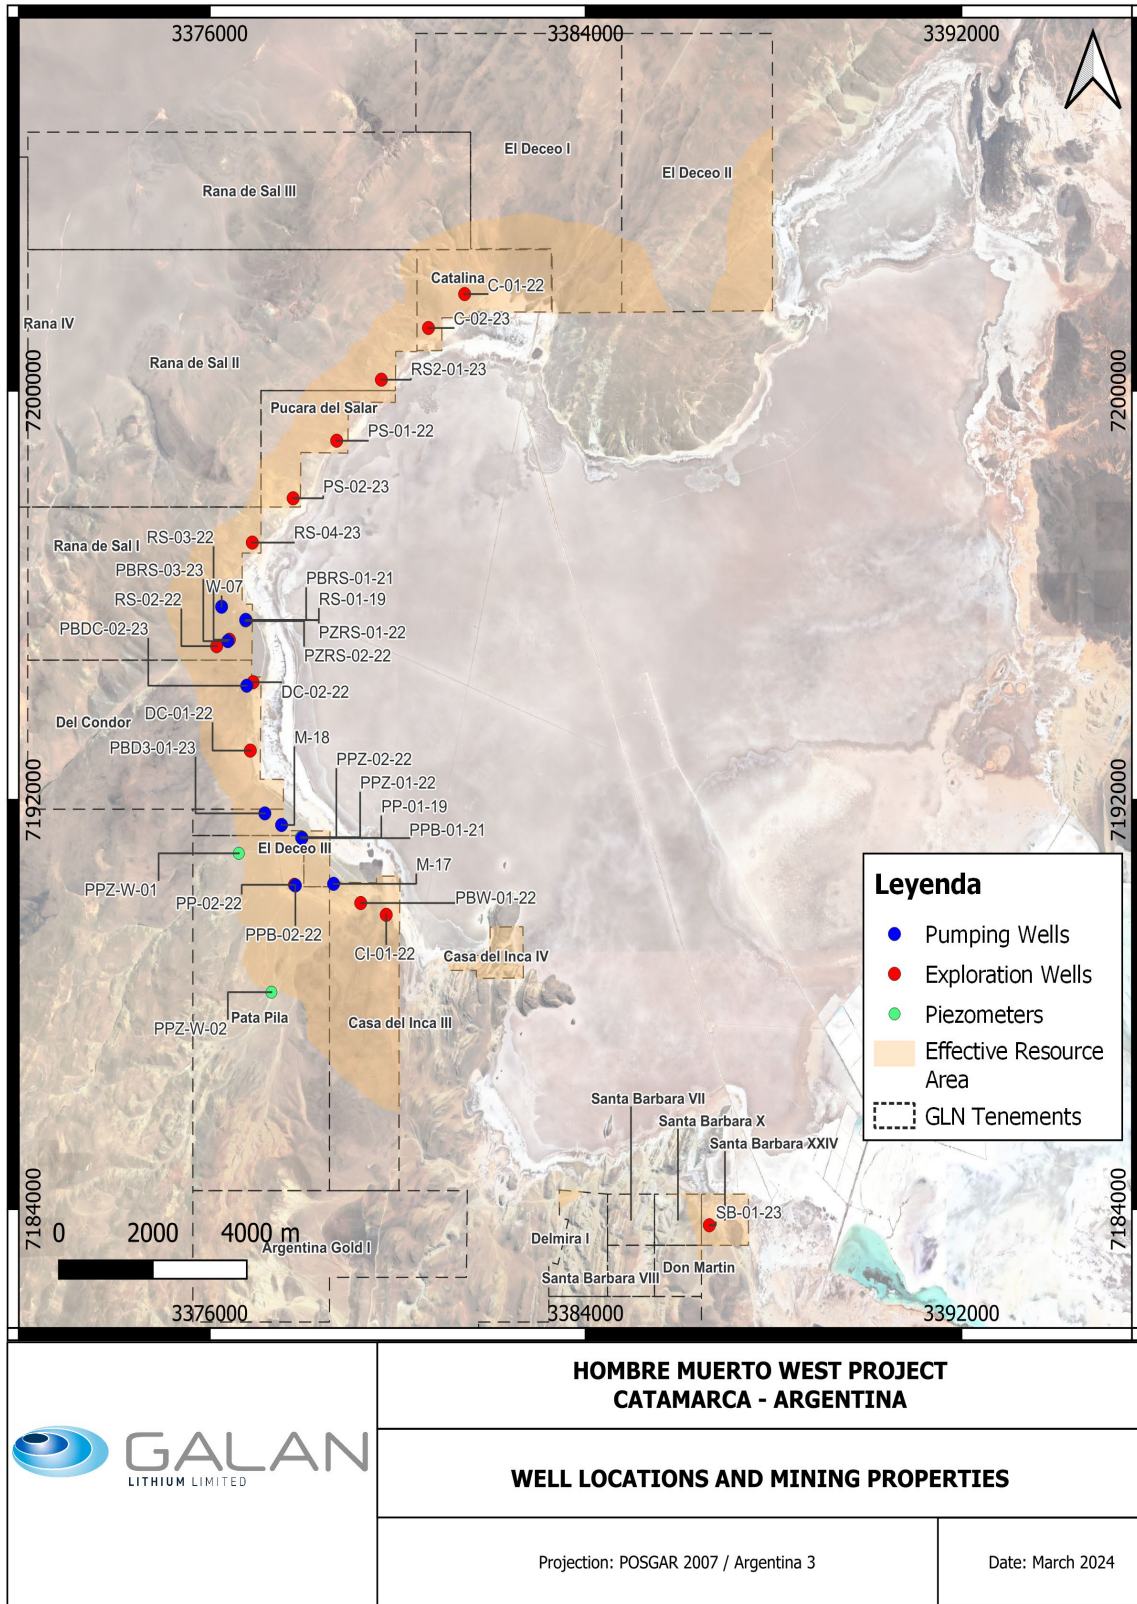 3376000
3384000
3392000
El Deceo I
El Deceo II
Rana de Sal III
Catalina
C-01-22
C-02-23
Rana IV
Rana de Sal II
RS2-01-23
7200000
7200000
Pucara del Salar
PS-01-22
PS-02-23
RS-04-23
RS-03-22
Rana de Sal I
PBRS-03-23
W-07
PBRS-01-21
RS-02-22
RS-01-19
PBDC-02-23
PZRS-01-22
PZRS-02-22
DC-02-22
DC-01-22
Del Condor
M-18
PBD3-01-23
PPZ-02-22
PPZ-01-22
PP-01-19
PPB-01-21
7192000
7192000
El Deceo III
M-17
PPZ-W-01
PP-02-22
PBW-01-22
PPB-02-22
CI-01-22
Casa del Inca IV
PPZ-W-02
Pata Pila
Casa del Inca III
Leyenda
Pumping Wells
Exploration Wells
Piezometers
Effective Resource
Area
GLN Tenements
Santa Barbara VII
Santa Barbara X
Santa Barbara XXIV
7184000
7184000
SB-01-23
0 2000 4000 m
Argentina Gold I
Delmira I
Don Martin
Santa Barbara VIII
3376000
3384000
3392000
GALAN
LITHIUM LIMITED
HOMBRE MUERTO WEST PROJECT
CATAMARCA - ARGENTINA
WELL LOCATIONS AND MINING PROPERTIES
Projection: POSGAR 2007 / Argentina 3
Date: March 2024